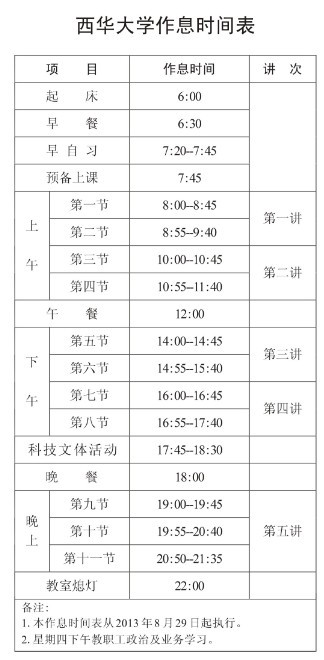 西华大学作息时间表
项 目 作息时间 讲 次
起 床 6:00
早 餐 6:30
早 自 习 7:20--7:45
预备上课 7:45
上午 第一节 8:00--8:45 第一讲
第二节 8:55--9:40
第三节 10:00--10:45 第二讲
第四节 10:55--11:40
午 餐 12:00
下午 第五节 14:00--14:45 第三讲
第六节 14:55--15:40
第七节 16:00--16:45 第四讲
第八节 16:55--17:40
科技文体活动 17:45--18:30
晚 餐 18:00
晚上 第九节 19:00--19:45 第五讲
第十节 19:55--20:40
第十一节 20:50--21:35
教室熄灯 22:00
备注:
1. 本作息时间表从2013年8月29日起执行。
2. 星期四下午教职工政治及业务学习。